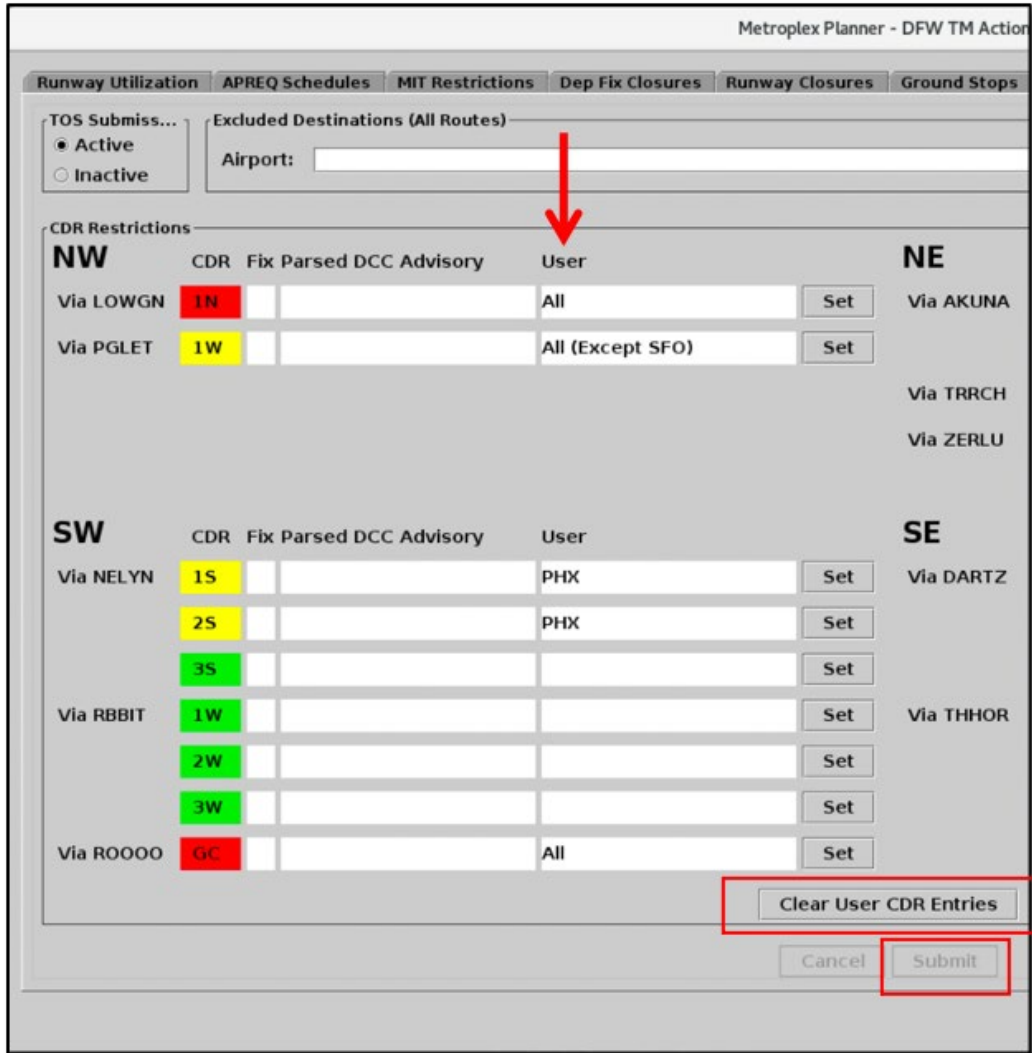 Metroplex Planner - DFW TM Action
Runway Utilization APREQ Schedules MIT Restrictions Dep Fix Closures Runway Closures Ground Stops
TOS Submiss... Excluded Destinations (All Routes)
Active
Airport:
Inactive
CDR Restrictions
NW CDR Fix Parsed DCC Advisory User NE
Via LOWGN 1N All Set Via AKUNA
Via PGLET 1W All (Except SFO) Set
Via TRRCH
Via ZERLU
SW CDR Fix Parsed DCC Advisory User SE
Via NELYN 1S PHX Set Via DARTZ
2S PHX Set
3S Set
Via RBBIT 1W Set Via THHOR
2W Set
3W Set
Via ROOOO GC All Set
Clear User CDR Entries
Cancel Submit